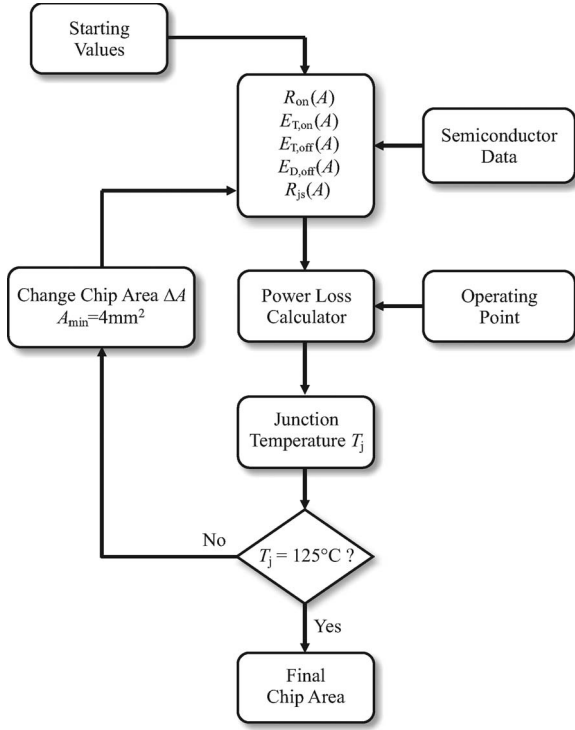 Starting
Values
R_on(A)
E_T,on(A)
E_T,off(A)
E_D,off(A)
R_js(A)
Semiconductor
Data
Change Chip Area ΔA
A_min=4mm²
Power Loss
Calculator
Operating
Point
Junction
Temperature T_j
No
T_j = 125°C ?
Yes
Final
Chip Area